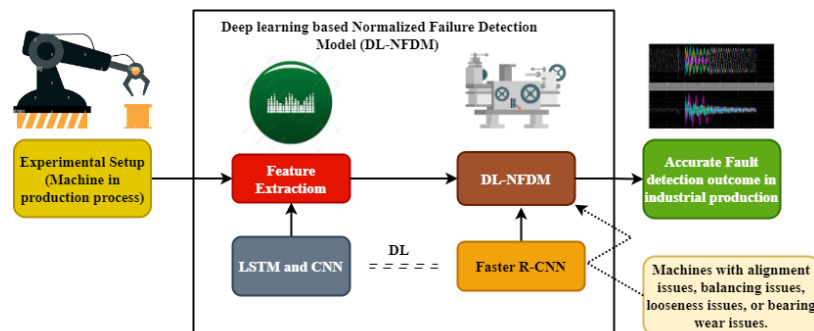 Deep learning based Normalized Failure Detection
Model (DL-NFDM)
Experimental Setup
(Machine in
production process)
Feature
Extractiom
DL-NFDM
Accurate Fault
detection outcome in
industrial production
LSTM and CNN
DL
Faster R-CNN
Machines with alignment
issues, balancing issues,
looseness issues, or bearing
wear issues.